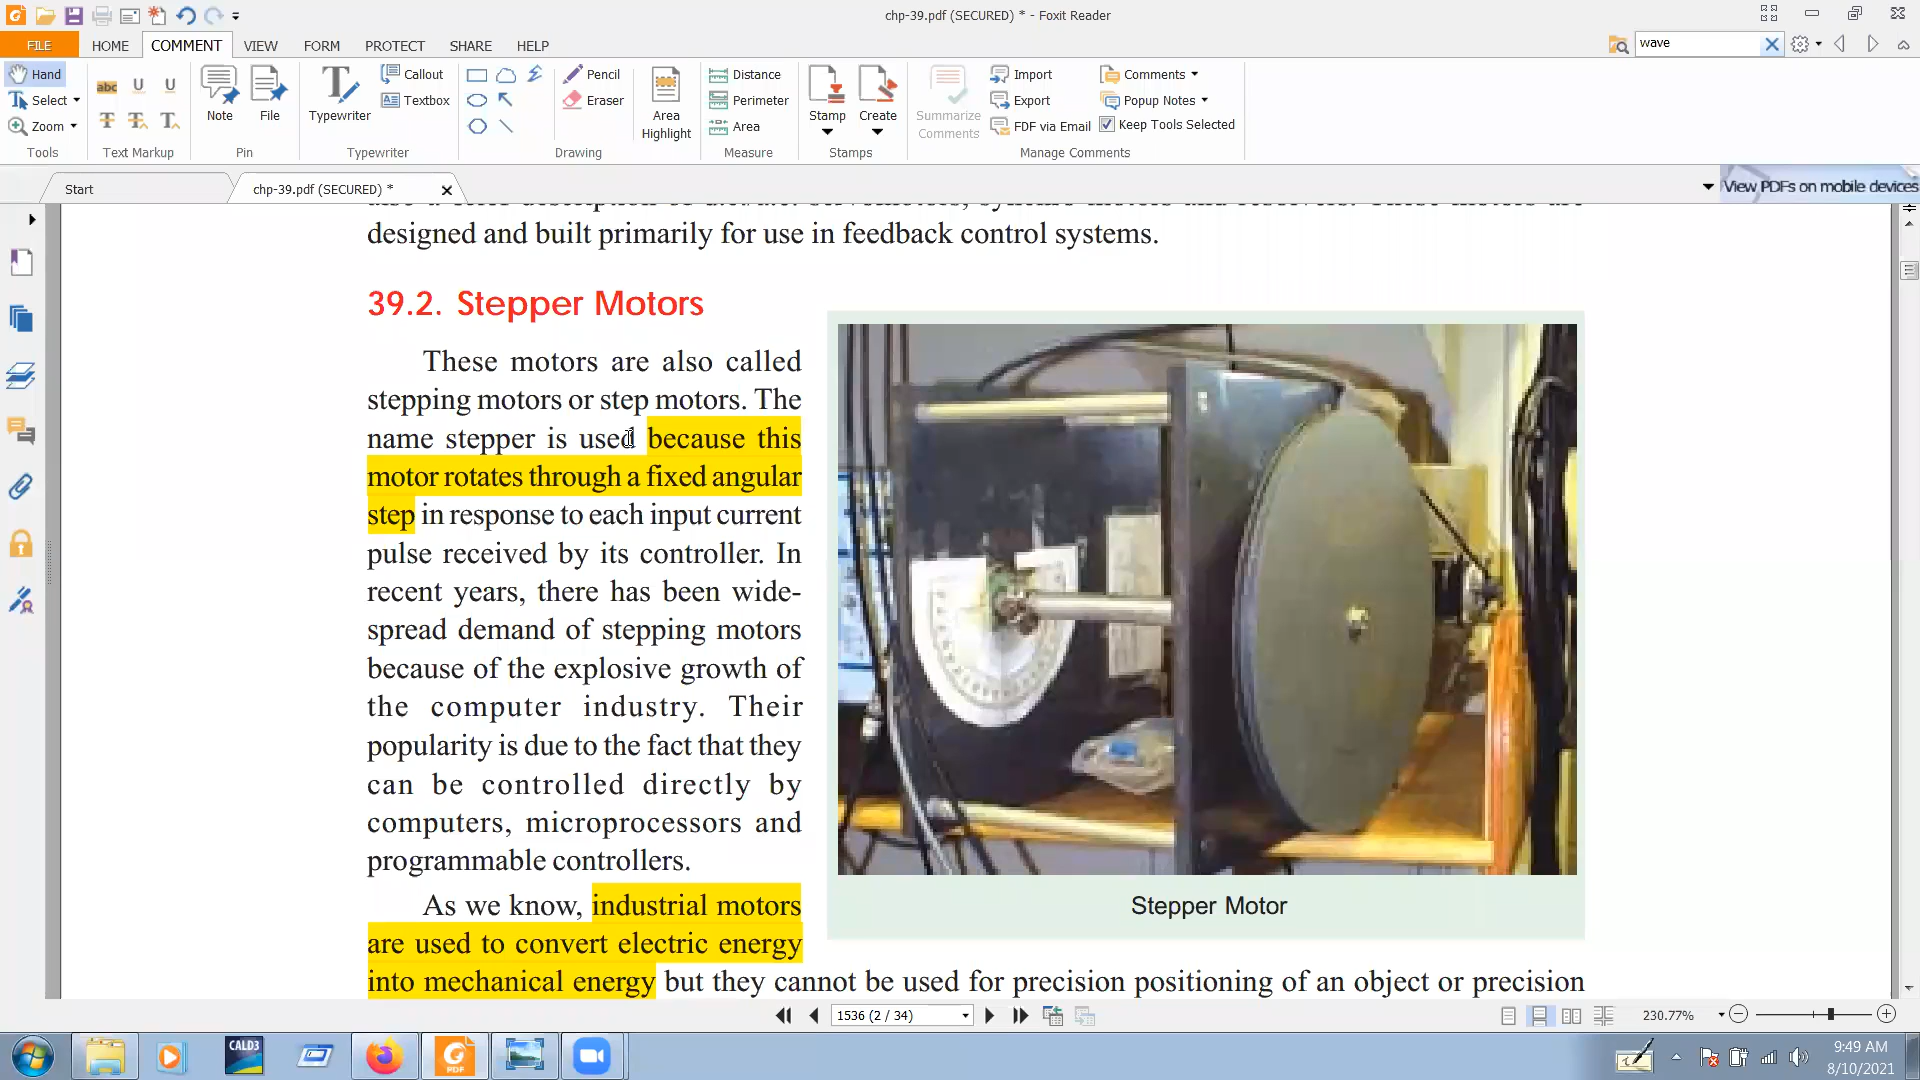 chp-39.pdf (SECURED) * - Foxit Reader
FILE HOME COMMENT VIEW FORM PROTECT SHARE HELP
wave
Hand
Select
Zoom
Tools
abc U U
T T T
Text Markup
Note
File
Pin
Typewriter
Callout
Textbox
Typewriter
Pencil
Eraser
Area
Highlight
Drawing
Distance
Perimeter
Area
Measure
Stamp
Create
Stamps
Summarize
Comments
Import
Export
FDF via Email
Comments
Popup Notes
Keep Tools Selected
Manage Comments
Start
chp-39.pdf (SECURED) *
View PDFs on mobile devices
designed and built primarily for use in feedback control systems.
39.2. Stepper Motors
These motors are also called
stepping motors or step motors. The
name stepper is used because this
motor rotates through a fixed angular
step in response to each input current
pulse received by its controller. In
recent years, there has been wide-
spread demand of stepping motors
because of the explosive growth of
the computer industry. Their
popularity is due to the fact that they
can be controlled directly by
computers, microprocessors and
programmable controllers.
Stepper Motor
As we know, industrial motors
are used to convert electric energy
into mechanical energy but they cannot be used for precision positioning of an object or precision
1536 (2 / 34)
230.77%
CALD3
PDF
9:49 AM
8/10/2021